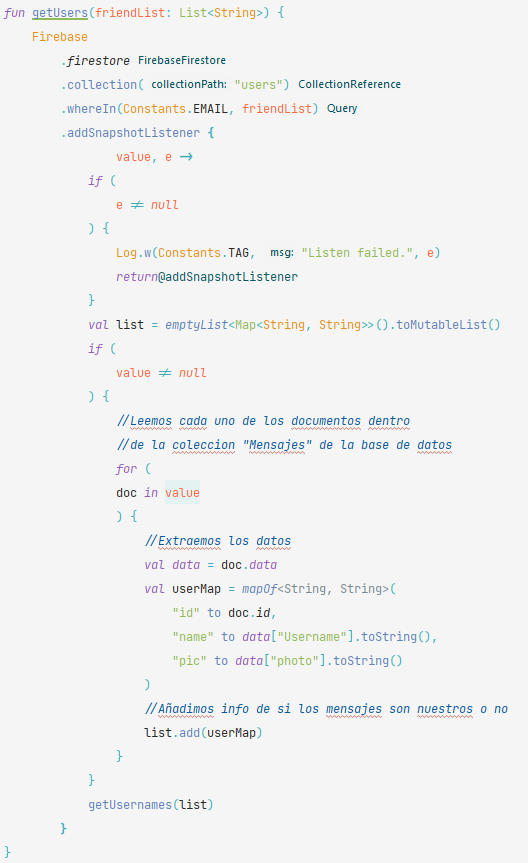 fun getUsers(friendList: List<String>) {
    Firebase
        .firestore FirebaseFirestore
        .collection( collectionPath: "users") CollectionReference
        .whereIn(Constants.EMAIL, friendList) Query
        .addSnapshotListener {
                value, e →
            if (
                e ≠ null
            ) {
                Log.w(Constants.TAG, msg: "Listen failed.", e)
                return@addSnapshotListener
            }
            val list = emptyList<Map<String, String>>().toMutableList()
            if (
                value ≠ null
            ) {
                //Leemos cada uno de los documentos dentro
                //de la coleccion "Mensajes" de la base de datos
                for (
                doc in value
                ) {
                    //Extraemos los datos
                    val data = doc.data
                    val userMap = mapOf<String, String>(
                        "id" to doc.id,
                        "name" to data["Username"].toString(),
                        "pic" to data["photo"].toString()
                    )
                    //Añadimos info de si los mensajes son nuestros o no
                    list.add(userMap)
                }
            }
            getUsernames(list)
        }
}